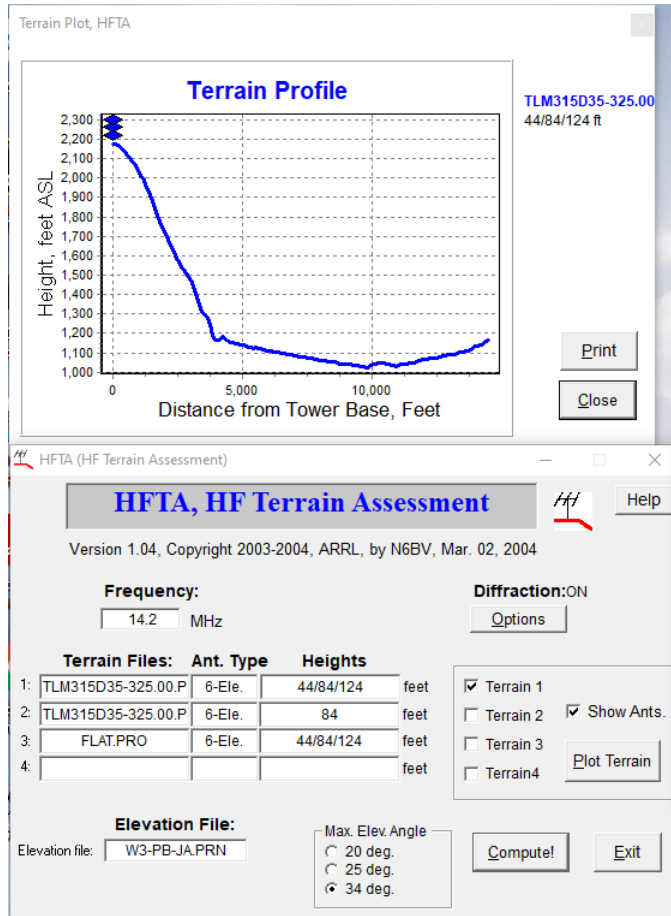 Terrain Plot, HFTA
x
Terrain Profile
TLM315D35-325.00
44/84/124 ft
Height, feet ASL
2,300
2,200
2,100
2,000
1,900
1,800
1,700
1,600
1,500
1,400
1,300
1,200
1,100
1,000
0 5,000 10,000
Distance from Tower Base, Feet
Print
Close
HFTA (HF Terrain Assessment)
HFTA, HF Terrain Assessment
Help
Version 1.04, Copyright 2003-2004, ARRL, by N6BV, Mar. 02, 2004
Frequency:
14.2 MHz
Diffraction:ON
Options
Terrain Files: Ant. Type Heights
1: TLM315D35-325.00.P 6-Ele. 44/84/124 feet
2: TLM315D35-325.00.P 6-Ele. 84 feet
3: FLAT.PRO 6-Ele. 44/84/124 feet
4: feet
Terrain 1
Terrain 2
Terrain 3
Terrain4
Show Ants.
Plot Terrain
Elevation File:
Elevation file: W3-PB-JA.PRN
Max. Elev. Angle
20 deg.
25 deg.
34 deg.
Compute!
Exit